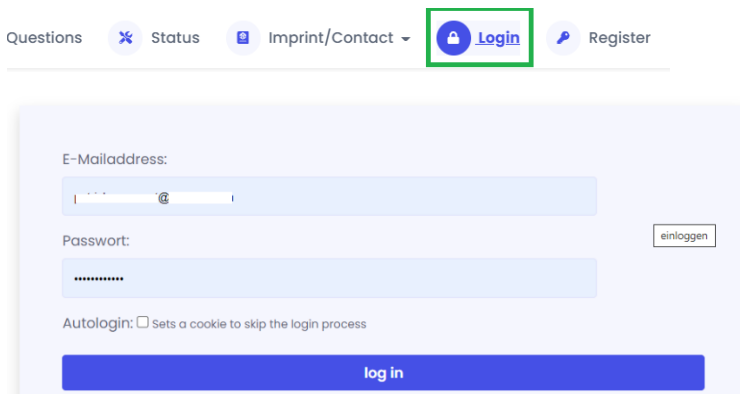 Questions Status Imprint/Contact Login Register
E-Mailaddress:
@
einloggen
Passwort:
••••••••••••
Autologin: Sets a cookie to skip the login process
log in